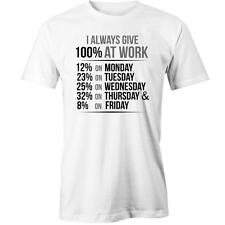 I ALWAYS GIVE
100% AT WORK
12% ON MONDAY
23% ON TUESDAY
25% ON WEDNESDAY
32% ON THURSDAY &
8% ON FRIDAY